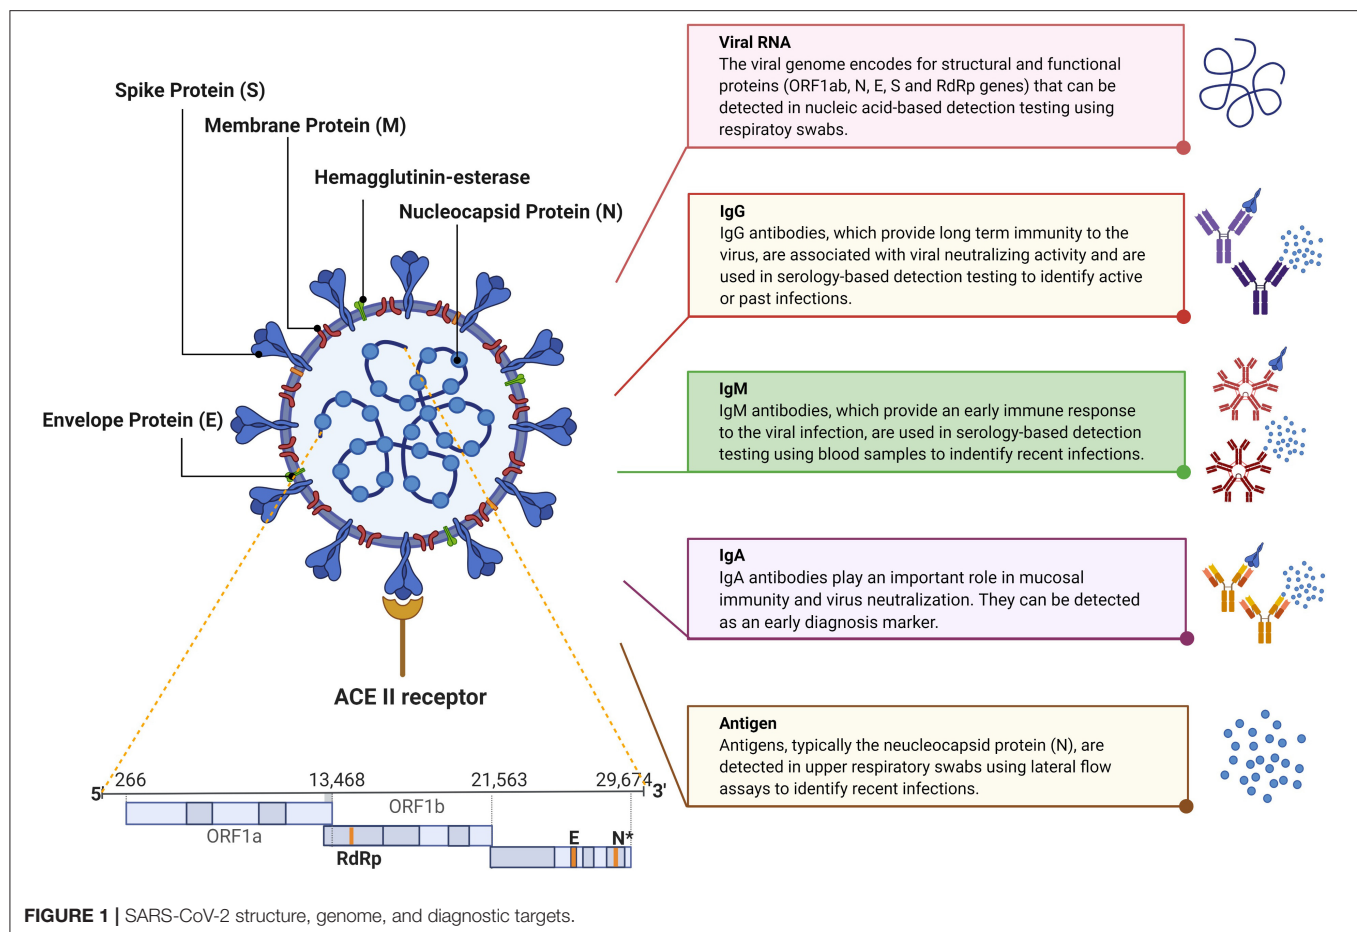 Spike Protein (S)
Membrane Protein (M)
Hemagglutinin-esterase
Nucleocapsid Protein (N)
Envelope Protein (E)
ACE II receptor
Viral RNA
The viral genome encodes for structural and functional
proteins (ORF1ab, N, E, S and RdRp genes) that can be
detected in nucleic acid-based detection testing using
respiratoy swabs.
IgG
IgG antibodies, which provide long term immunity to the
virus, are associated with viral neutralizing activity and are
used in serology-based detection testing to identify active
or past infections.
IgM
IgM antibodies, which provide an early immune response
to the viral infection, are used in serology-based detection
testing using blood samples to indentify recent infections.
IgA
IgA antibodies play an important role in mucosal
immunity and virus neutralization. They can be detected
as an early diagnosis marker.
Antigen
Antigens, typically the neucleocapsid protein (N), are
detected in upper respiratory swabs using lateral flow
assays to identify recent infections.
266 13,468 21,563 29,674
5' 3'
ORF1a ORF1b
RdRp E N*
FIGURE 1 | SARS-CoV-2 structure, genome, and diagnostic targets.